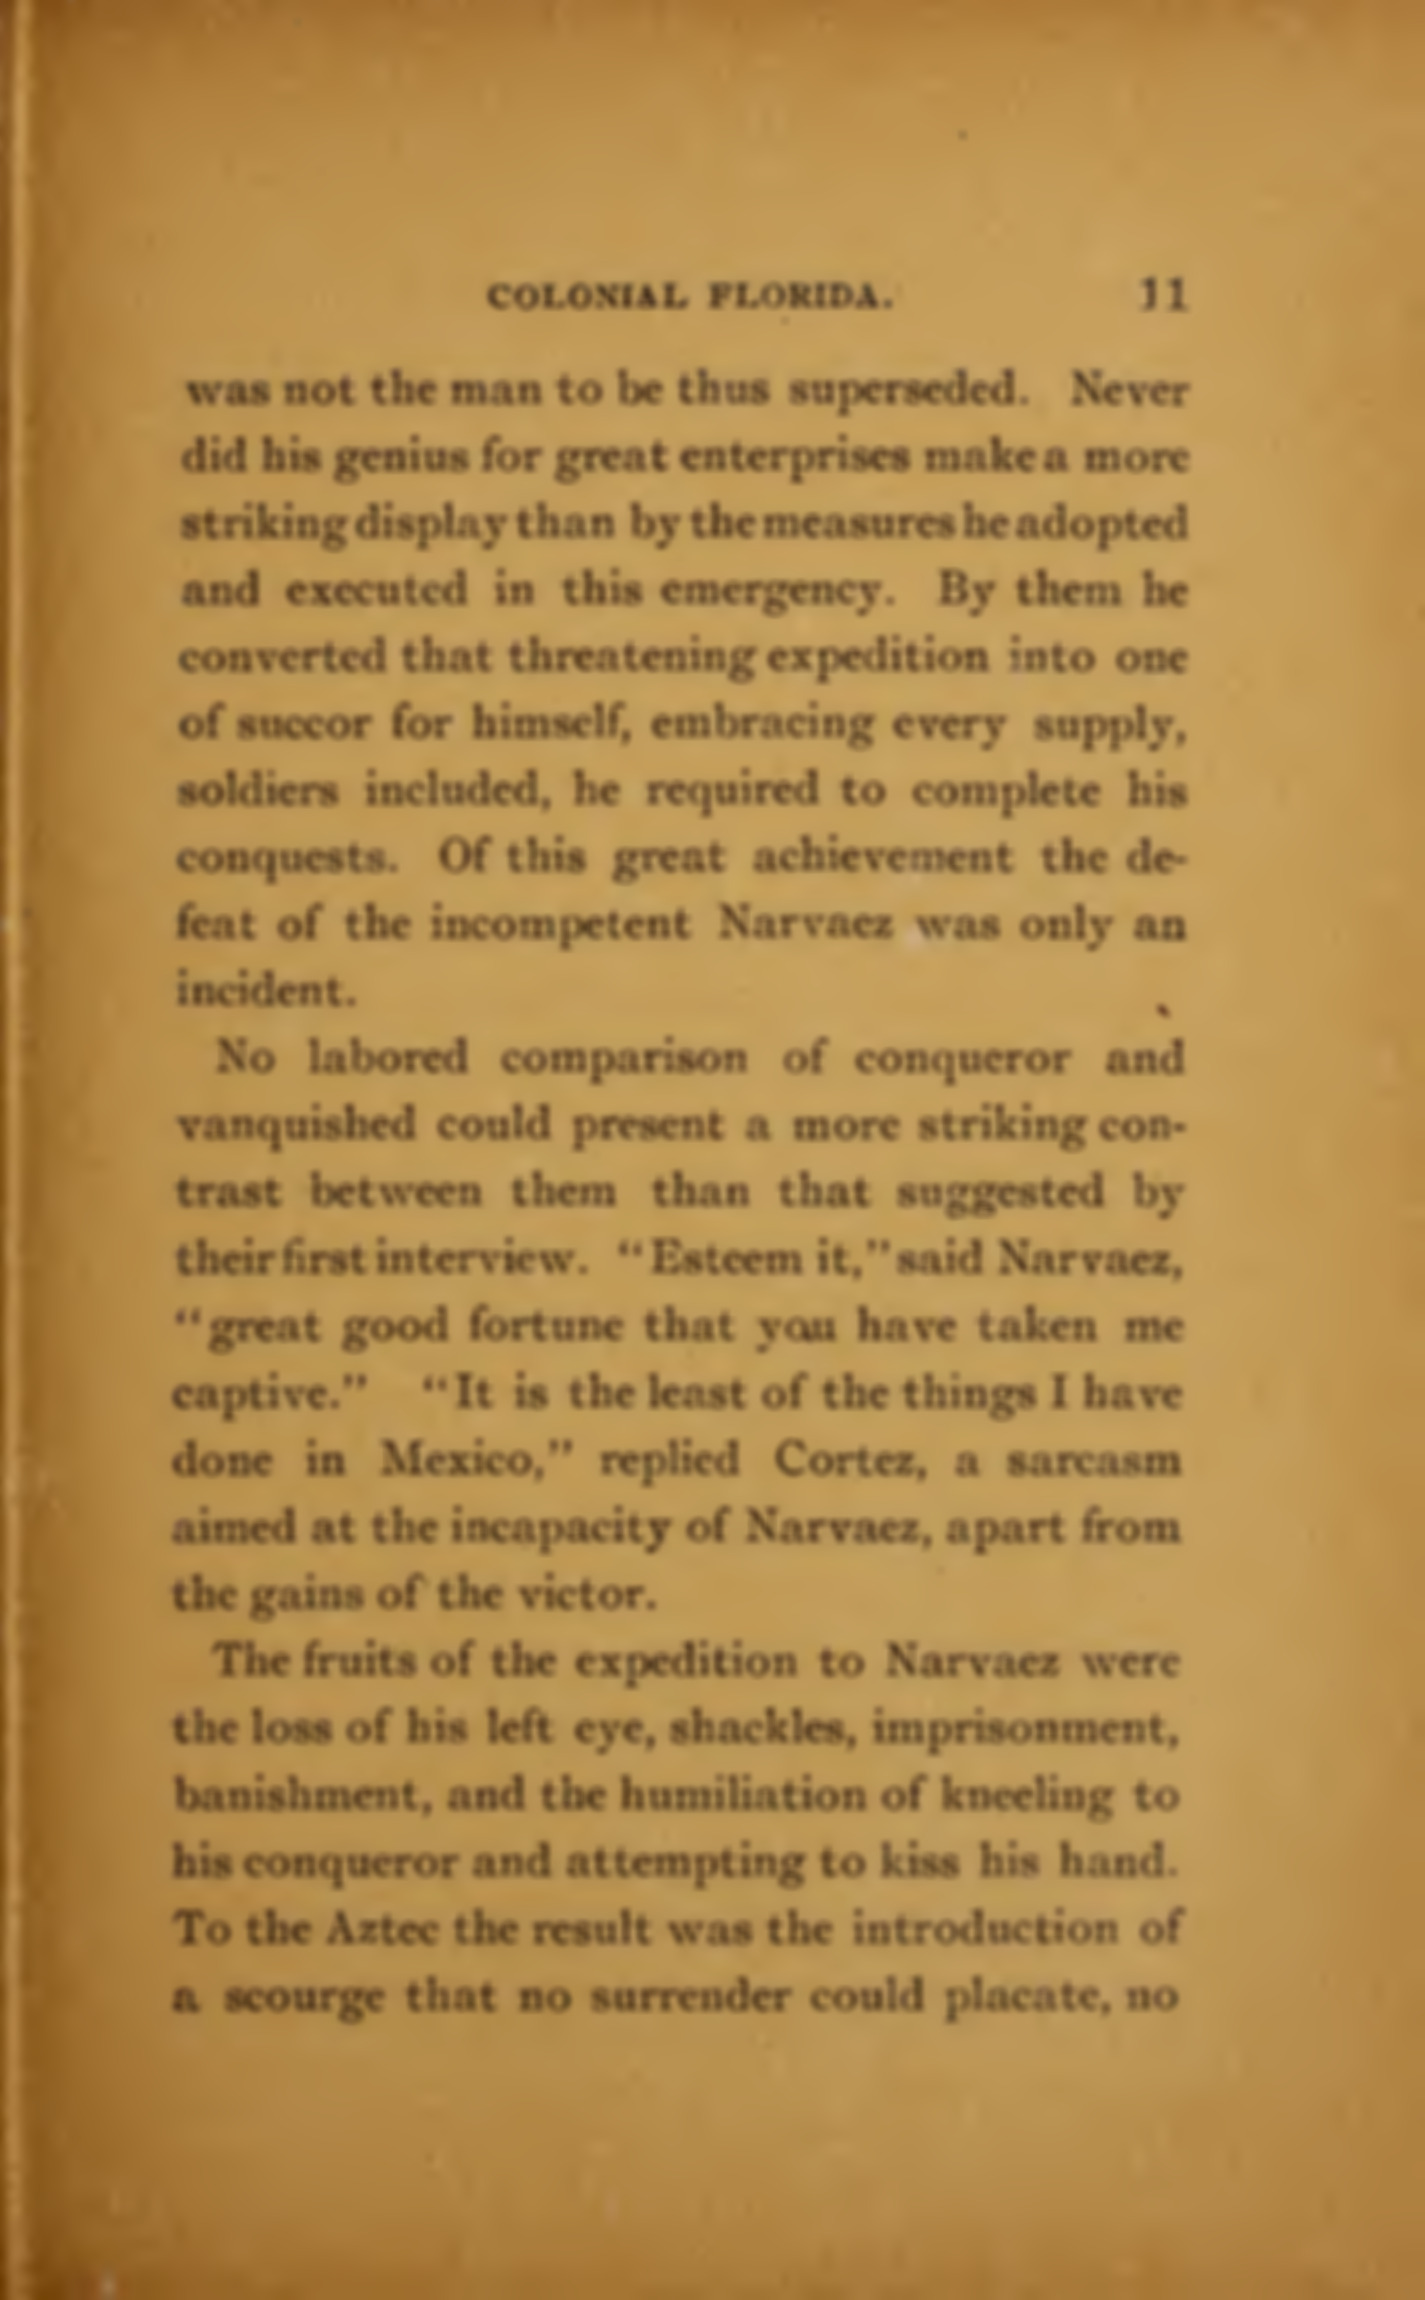 COLONIAL FLORIDA. 11
was not the man to be thus superseded. Never
did his genius for great enterprises make a more
striking display than by the measures he adopted
and executed in this emergency. By them he
converted that threatening expedition into one
of succor for himself, embracing every supply,
soldiers included, he required to complete his
conquests. Of this great achievement the de-
feat of the incompetent Narvaez was only an
incident.
No labored comparison of conqueror and
vanquished could present a more striking con-
trast between them than that suggested by
their first interview. “Esteem it,” said Narvaez,
“great good fortune that you have taken me
captive.” “It is the least of the things I have
done in Mexico,” replied Cortez, a sarcasm
aimed at the incapacity of Narvaez, apart from
the gains of the victor.
The fruits of the expedition to Narvaez were
the loss of his left eye, shackles, imprisonment,
banishment, and the humiliation of kneeling to
his conqueror and attempting to kiss his hand.
To the Aztec the result was the introduction of
a scourge that no surrender could placate, no